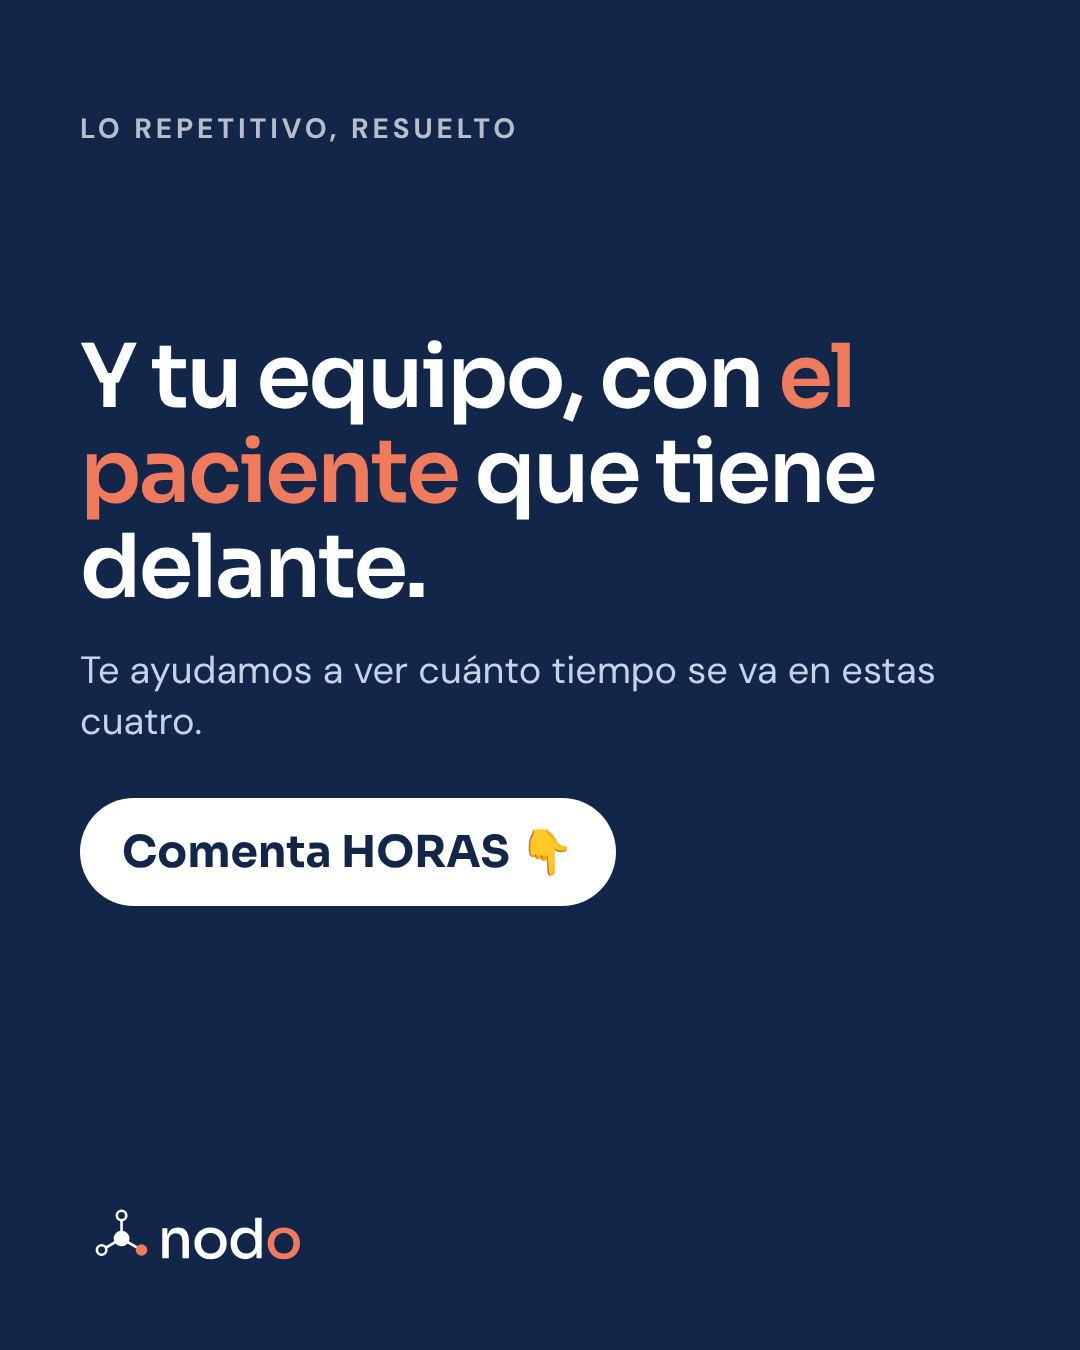 LO REPETITIVO, RESUELTO
Y tu equipo, con el
paciente que tiene
delante.
Te ayudamos a ver cuánto tiempo se va en estas
cuatro.
Comenta HORAS 👇
nodo